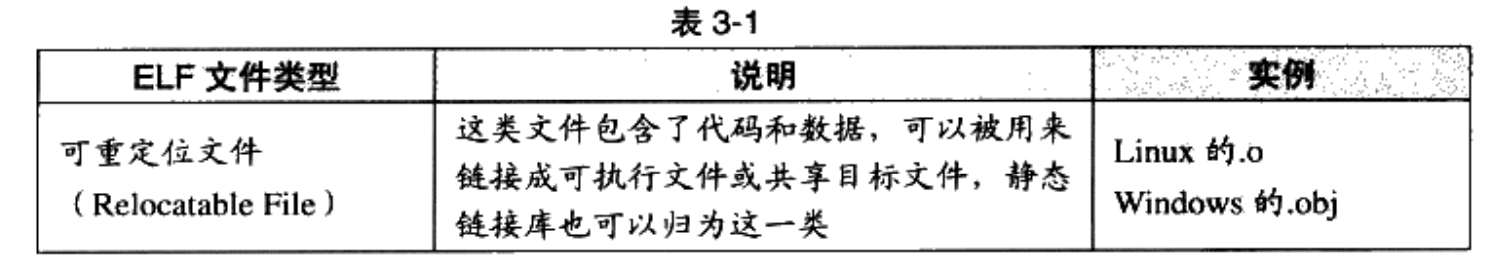 表 3-1
ELF 文件类型
说明
实例
可重定位文件
（Relocatable File）
这类文件包含了代码和数据，可以被用来
链接成可执行文件或共享目标文件，静态
链接库也可以归为这一类
Linux 的.o
Windows 的.obj